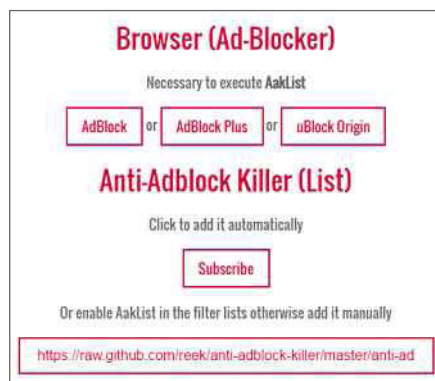 Browser (Ad-Blocker)
Necessary to execute AakList
AdBlock or AdBlock Plus or uBlock Origin
Anti-Adblock Killer (List)
Click to add it automatically
Subscribe
Or enable AakList in the filter lists otherwise add it manually
https://raw.github.com/reek/anti-adblock-killer/master/anti-ad